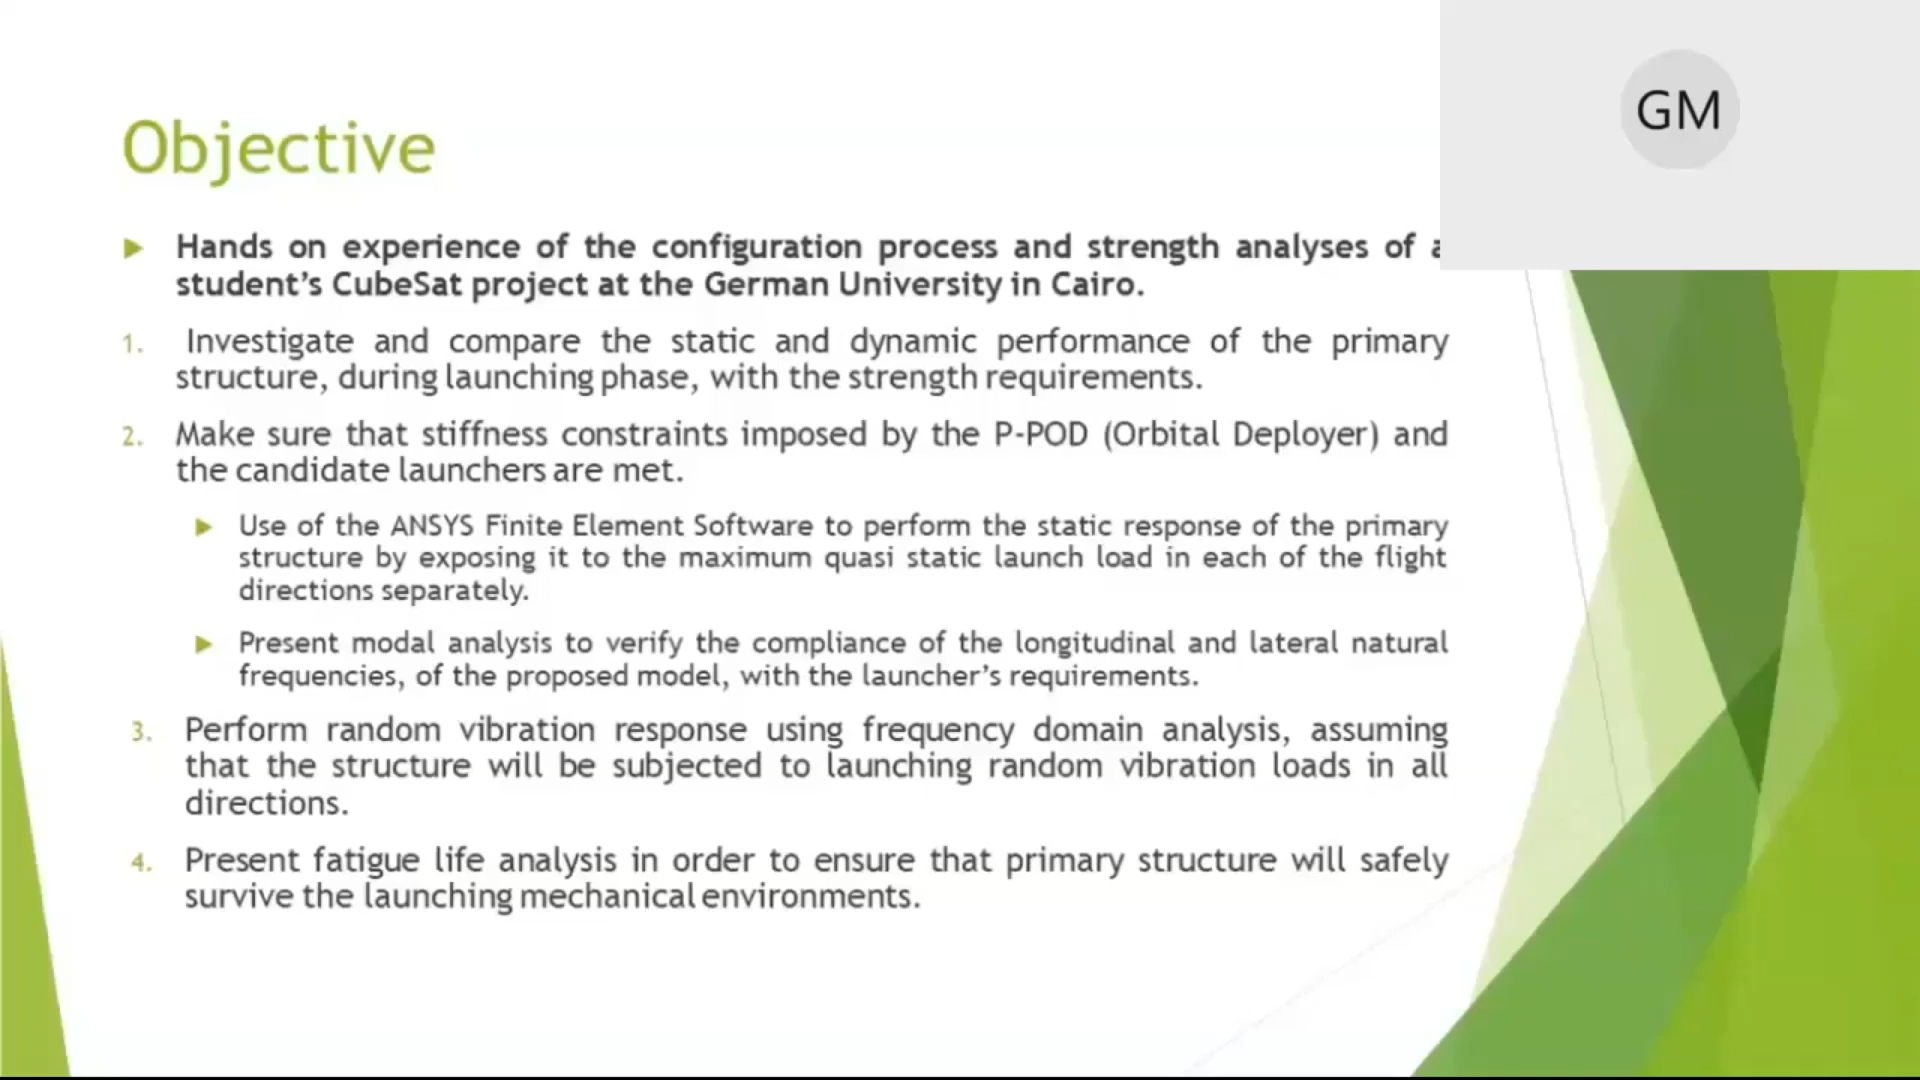 GM
Objective
Hands on experience of the configuration process and strength analyses of a
student’s CubeSat project at the German University in Cairo.
1. Investigate and compare the static and dynamic performance of the primary
structure, during launching phase, with the strength requirements.
2. Make sure that stiffness constraints imposed by the P-POD (Orbital Deployer) and
the candidate launchers are met.
Use of the ANSYS Finite Element Software to perform the static response of the primary
structure by exposing it to the maximum quasi static launch load in each of the flight
directions separately.
Present modal analysis to verify the compliance of the longitudinal and lateral natural
frequencies, of the proposed model, with the launcher’s requirements.
3. Perform random vibration response using frequency domain analysis, assuming
that the structure will be subjected to launching random vibration loads in all
directions.
4. Present fatigue life analysis in order to ensure that primary structure will safely
survive the launching mechanical environments.